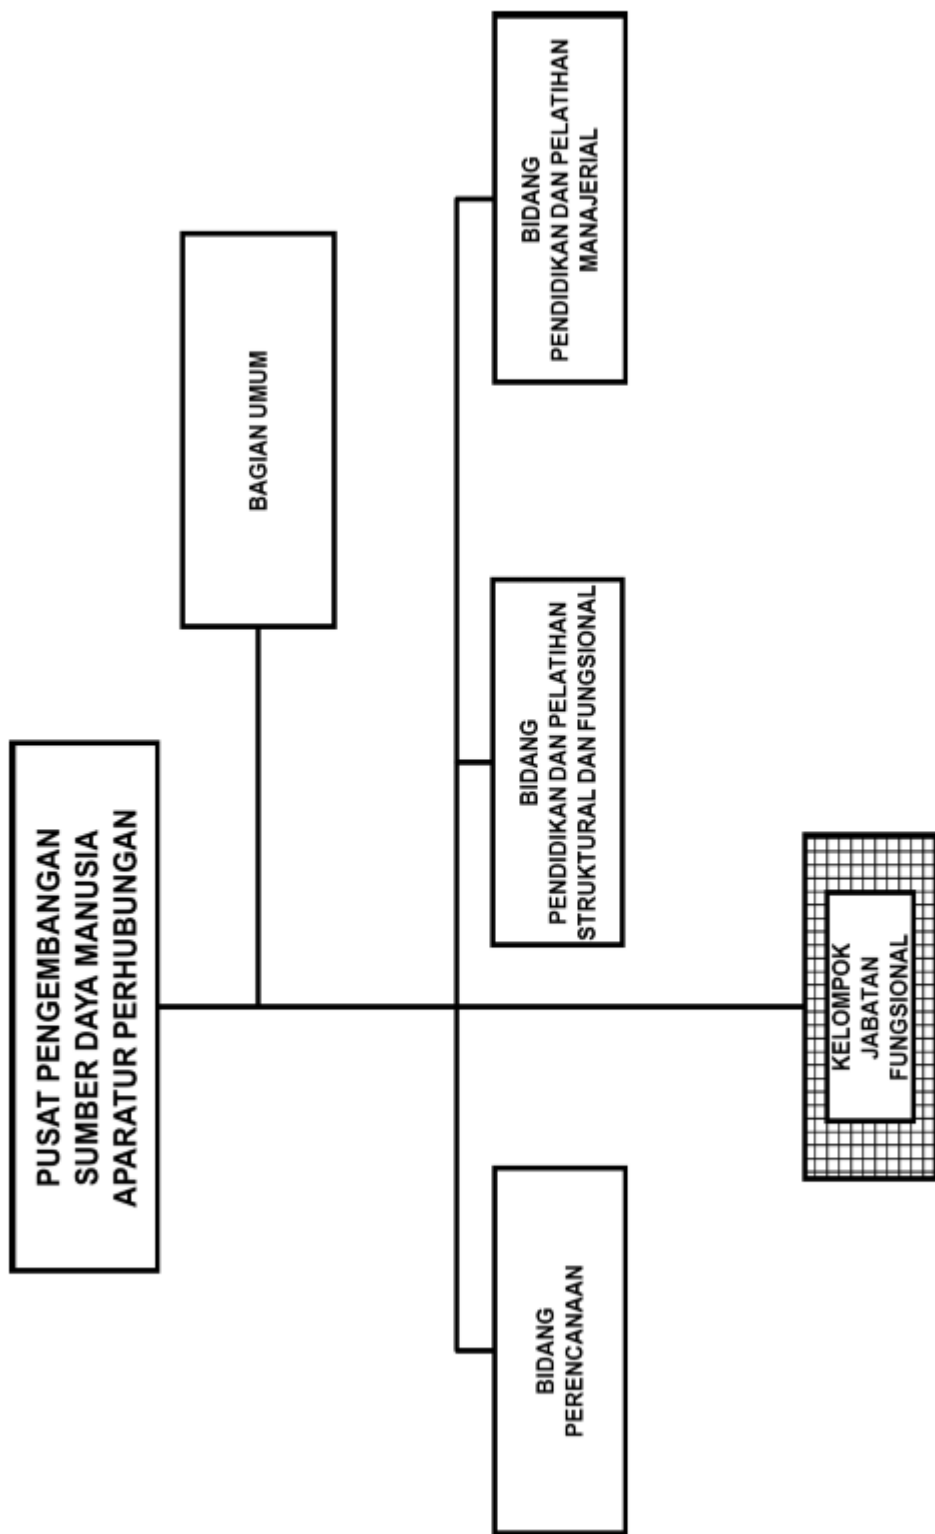 PUSAT PENGEMBANGAN
SUMBER DAYA MANUSIA
APARATUR PERHUBUNGAN
BAGIAN UMUM
BIDANG
PERENCANAAN
BIDANG
PENDIDIKAN DAN PELATIHAN
STRUKTURAL DAN FUNGSIONAL
BIDANG
PENDIDIKAN DAN PELATIHAN
MANAJERIAL
KELOMPOK
JABATAN
FUNGSIONAL